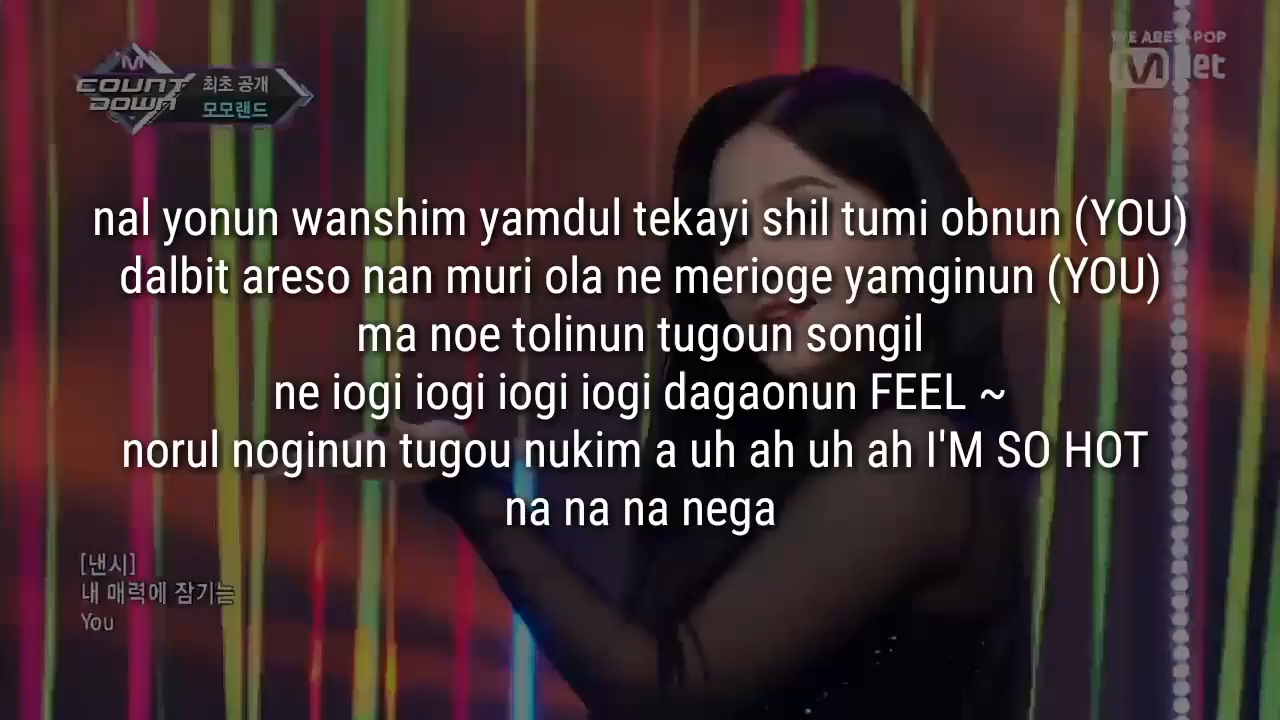 M
COUNT
DOWN
최초 공개
모모랜드
WE ARE K-POP
M net
nal yonun wanshim yamdul tekayi shil tumi obnun (YOU)
dalbit areso nan muri ola ne merioge yamginun (YOU)
ma noe tolinun tugoun songil
ne iogi iogi iogi iogi dagaonun FEEL ~
norul noginun tugou nukim a uh ah uh ah I'M SO HOT
na na na nega
[낸시]
내 매력에 잠기는
You